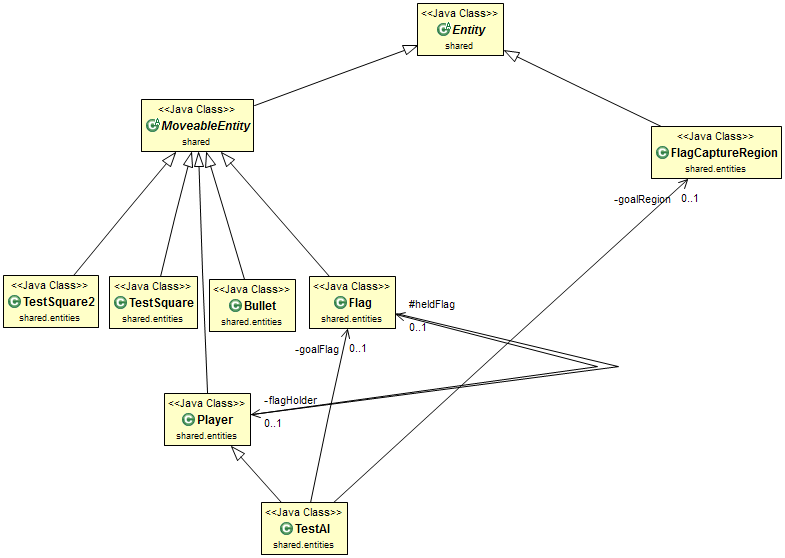 <<Java Class>>
Entity
shared
<<Java Class>>
MoveableEntity
shared
<<Java Class>>
FlagCaptureRegion
shared.entities
-goalRegion
0..1
<<Java Class>>
TestSquare2
shared.entities
<<Java Class>>
TestSquare
shared.entities
<<Java Class>>
Bullet
shared.entities
<<Java Class>>
Flag
shared.entities
#heldFlag
0..1
-goalFlag
0..1
<<Java Class>>
Player
shared.entities
-flagHolder
0..1
<<Java Class>>
TestAI
shared.entities